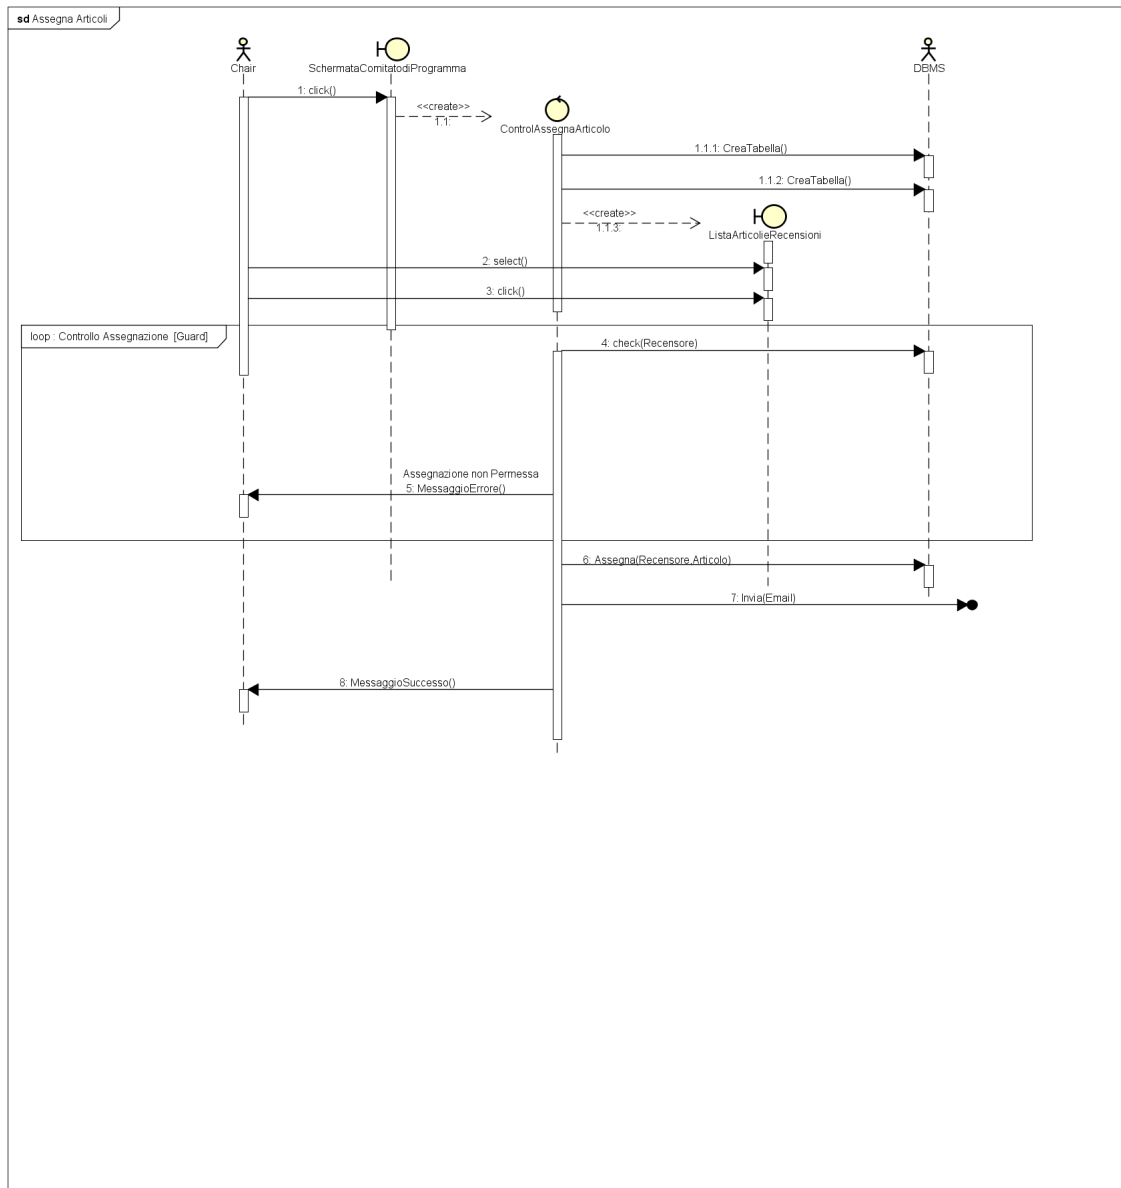 sd Assegna Articoli
Chair
SchermataComitatodiProgramma
DBMS
1: click()
<<create>>
1.1:
ControlAssegnaArticolo
1.1.1: CreaTabella()
1.1.2: CreaTabella()
<<create>>
1.1.3:
ListaArticolieRecensioni
2: select()
3: click()
loop : Controllo Assegnazione [Guard]
4: check(Recensore)
Assegnazione non Permessa
5: MessaggioErrore()
6: Assegna(Recensore,Articolo)
7: Invia(Email)
8: MessaggioSuccesso()